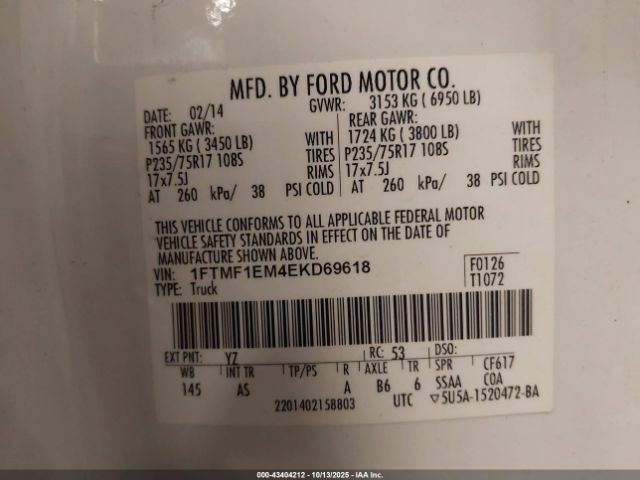 MFD. BY FORD MOTOR CO.
DATE: 02/14 GVWR: 3153 KG ( 6950 LB)
FRONT GAWR: REAR GAWR:
1565 KG ( 3450 LB) WITH 1724 KG ( 3800 LB) WITH
P235/75R17 108S TIRES P235/75R17 108S TIRES
17x7.5J RIMS 17x7.5J RIMS
AT 260 kPa/ 38 PSI COLD AT 260 kPa/ 38 PSI COLD
THIS VEHICLE CONFORMS TO ALL APPLICABLE FEDERAL MOTOR
VEHICLE SAFETY STANDARDS IN EFFECT ON THE DATE OF
MANUFACTURE SHOWN ABOVE.
VIN: 1FTMF1EM4EKD69618 F0126
TYPE: Truck T1072
EXT PNT: YZ RC: 53 DSO:
WB INT TR TP/PS R AXLE TR SPR CF617
145 AS A B6 6 SSAA COA
2201402158803 UTC ▽5U5A-1520472-BA
000-43404212 - 10/13/2025 - Copyright © 2025 IAA, Inc.